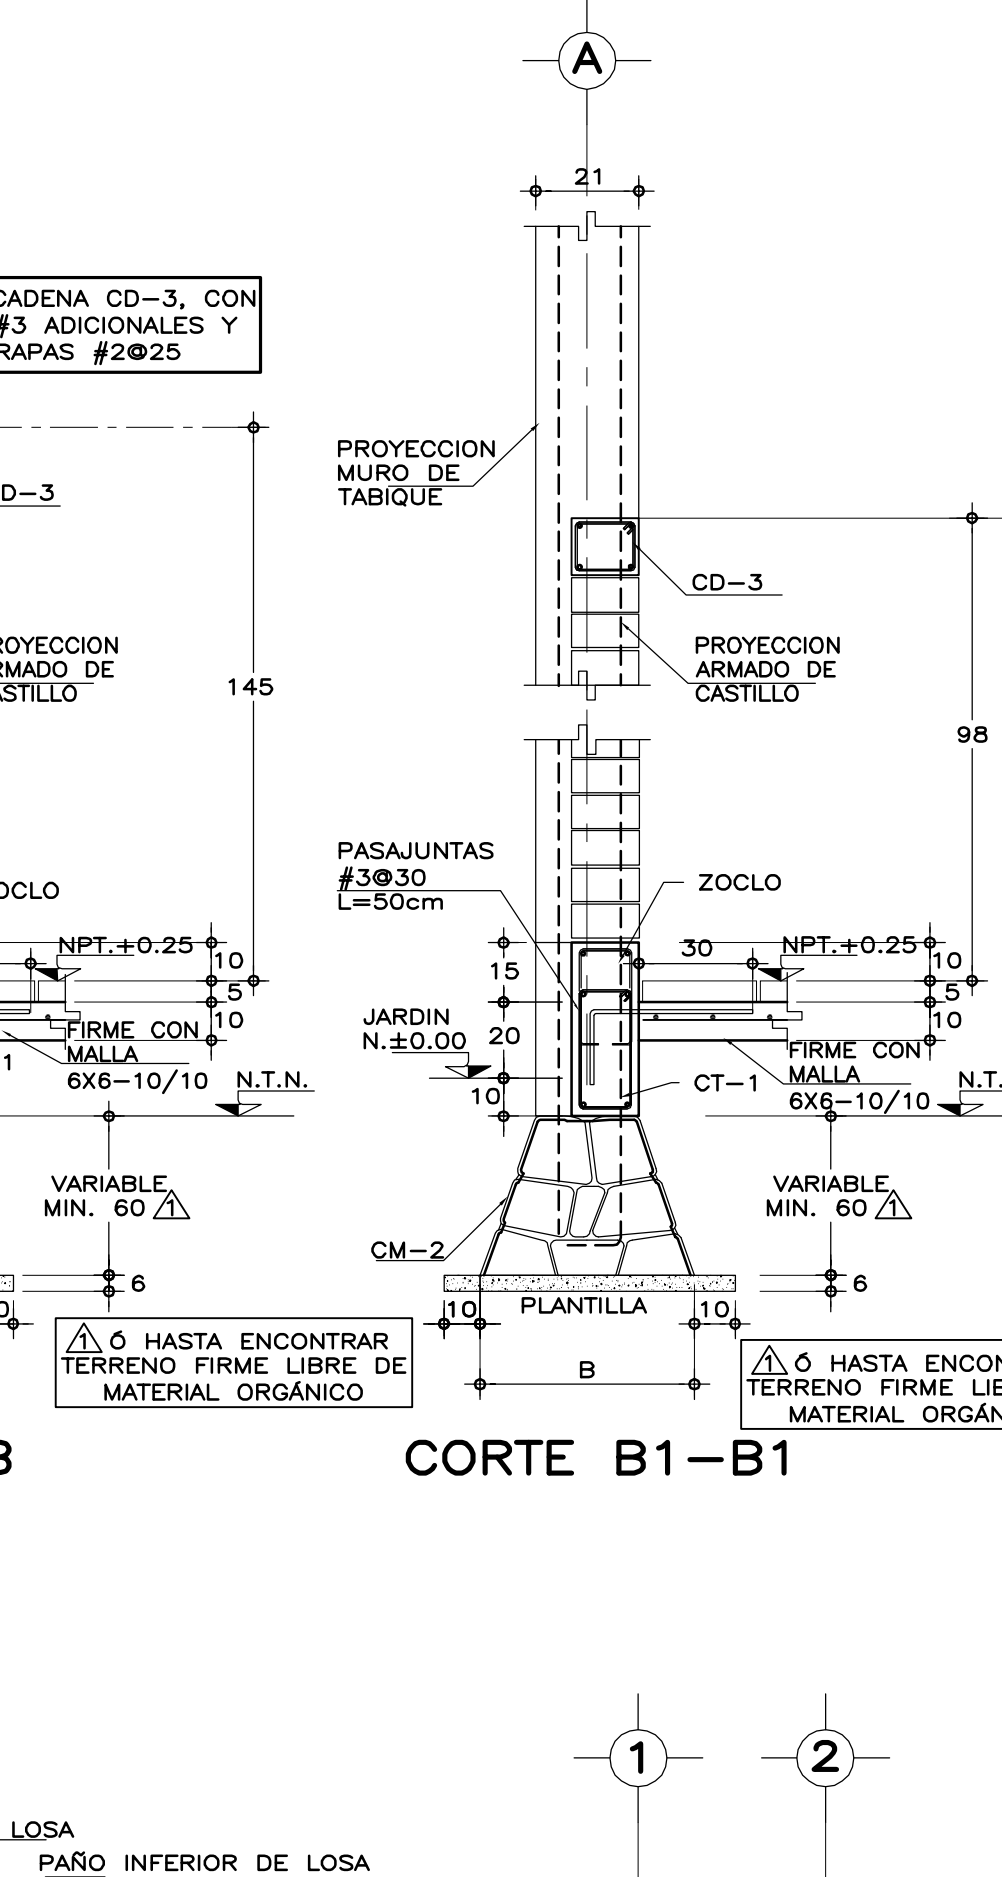 A
21
CADENA CD-3, CON
#3 ADICIONALES Y
RAPAS #2@25
PROYECCION
MURO DE
TABIQUE
D-3
CD-3
ROYECCION
RMADO DE
ASTILLO
145
PROYECCION
ARMADO DE
CASTILLO
98
PASAJUNTAS
#3@30
L=50cm
OCLO
ZOCLO
NPT.+0.25
10
5
10
15
20
10
30
NPT.+0.25
10
5
10
JARDIN
N.±0.00
FIRME CON
MALLA
6X6-10/10
1
N.T.N.
CT-1
FIRME CON
MALLA
6X6-10/10
N.T.
VARIABLE
MIN. 60 1
VARIABLE
MIN. 60 1
CM-2
6
6
0
10
PLANTILLA
10
B
1 Ó HASTA ENCONTRAR
TERRENO FIRME LIBRE DE
MATERIAL ORGÁNICO
1 Ó HASTA ENCON
TERRENO FIRME LIB
MATERIAL ORGÁN
B
CORTE B1-B1
1
2
LOSA
PAÑO INFERIOR DE LOSA